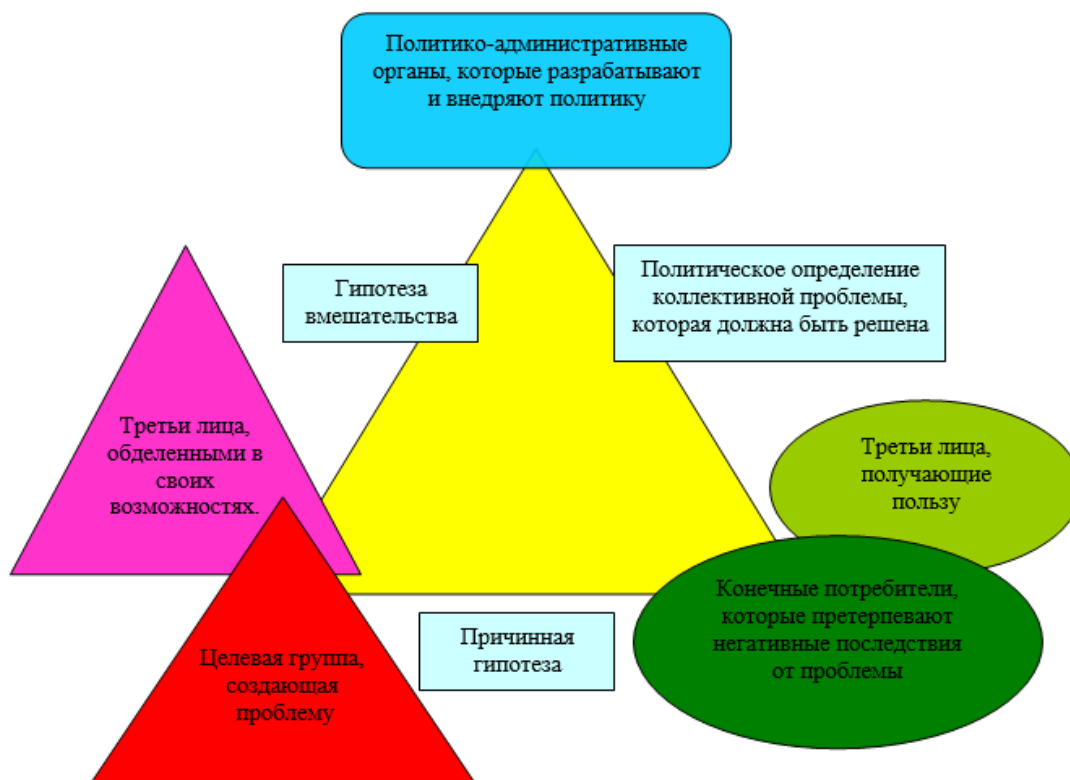 Политико-административные
органы, которые разрабатывают
и внедряют политику
Гипотеза
вмешательства
Политическое определение
коллективной проблемы,
которая должна быть решена
Третьи лица,
обделенными в
своих
возможностях.
Третьи лица,
получающие
пользу
Целевая группа,
создающая
проблему
Причинная
гипотеза
Конечные потребители,
которые претерпевают
негативные последствия
от проблемы